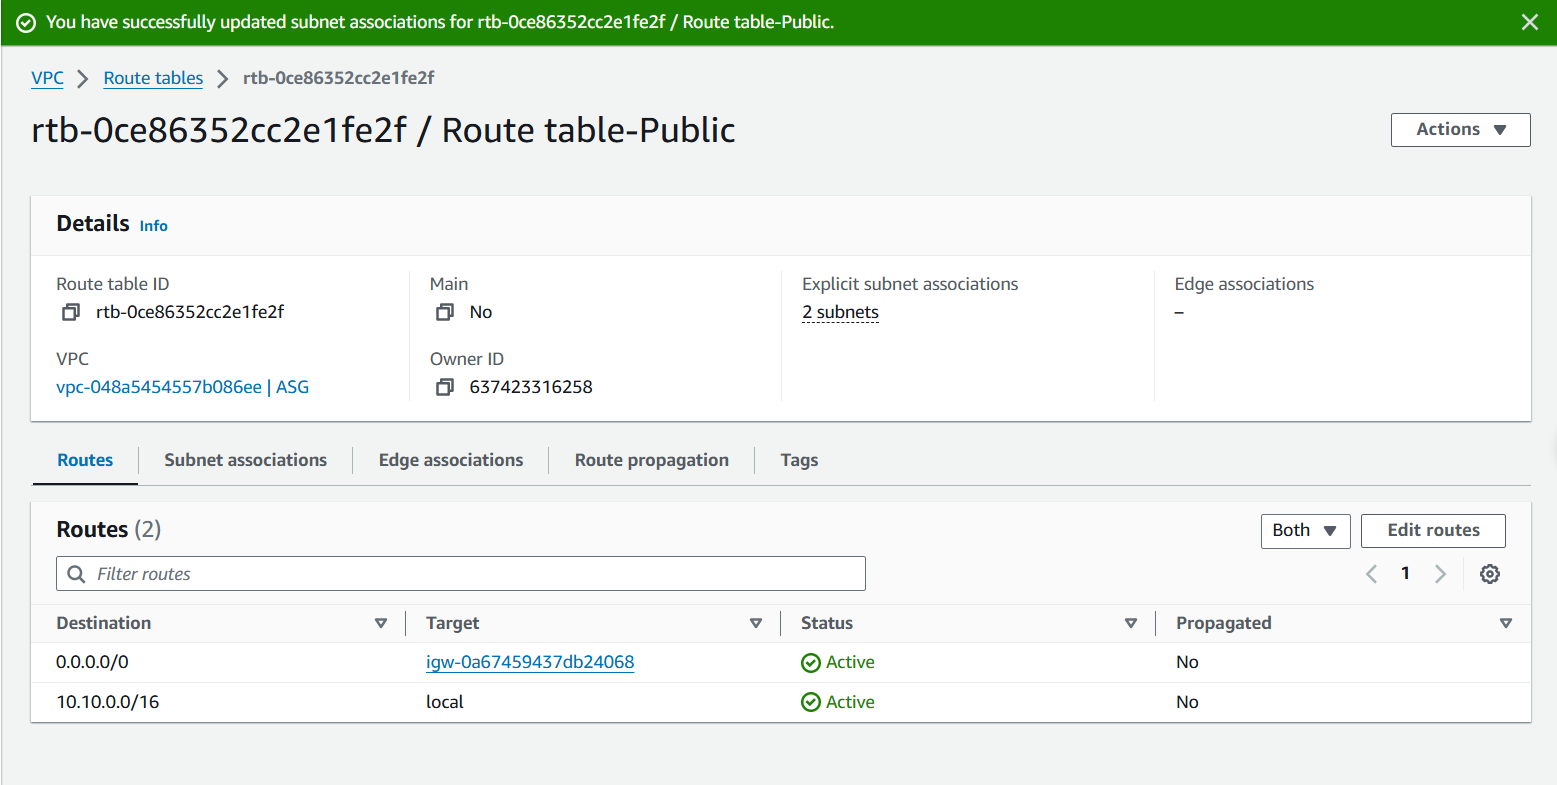 You have successfully updated subnet associations for rtb-0ce86352cc2e1fe2f / Route table-Public.
VPC > Route tables > rtb-0ce86352cc2e1fe2f
rtb-0ce86352cc2e1fe2f / Route table-Public
Actions
Details Info
Route table ID
rtb-0ce86352cc2e1fe2f
Main
No
Explicit subnet associations
2 subnets
Edge associations
–
VPC
vpc-048a5454557b086ee | ASG
Owner ID
637423316258
Routes Subnet associations Edge associations Route propagation Tags
Routes (2)
Both Edit routes
Filter routes
1
Destination Target Status Propagated
0.0.0.0/0 igw-0a67459437db24068 Active No
10.10.0.0/16 local Active No